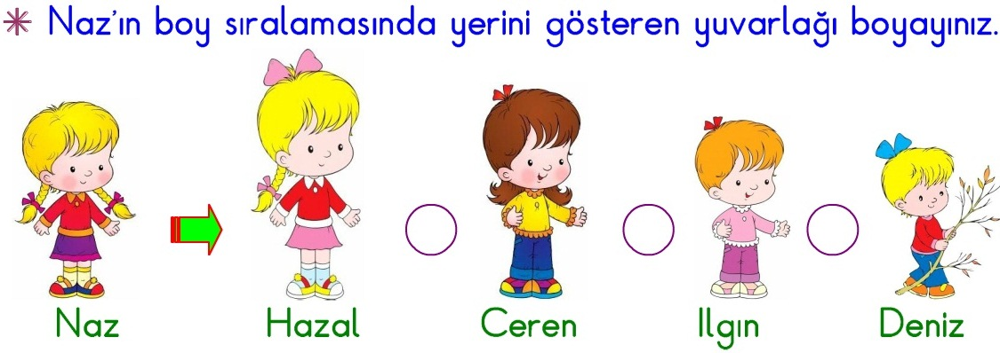 ✳ Naz'ın boy sıralamasında yerini gösteren yuvarlağı boyayınız.
Naz Hazal Ceren Ilgın Deniz